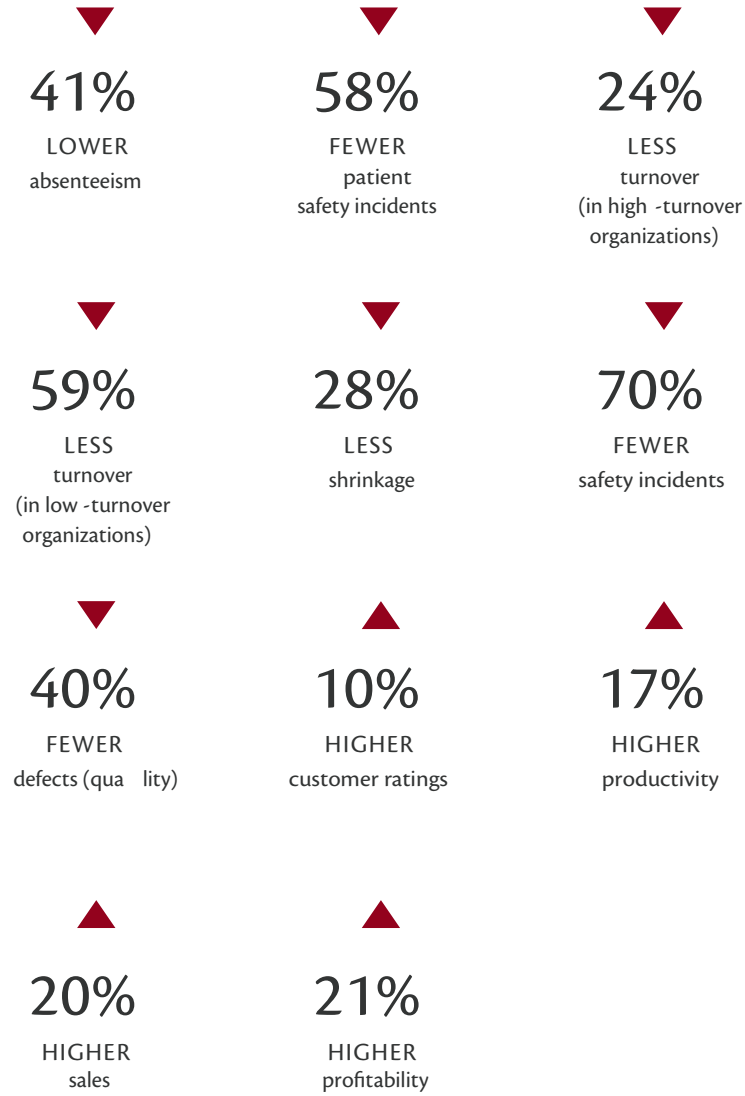 41%
LOWER
absenteeism
58%
FEWER
patient
safety incidents
24%
LESS
turnover
(in high -turnover
organizations)
59%
LESS
turnover
(in low -turnover
organizations)
28%
LESS
shrinkage
70%
FEWER
safety incidents
40%
FEWER
defects (qua lity)
10%
HIGHER
customer ratings
17%
HIGHER
productivity
20%
HIGHER
sales
21%
HIGHER
profitability